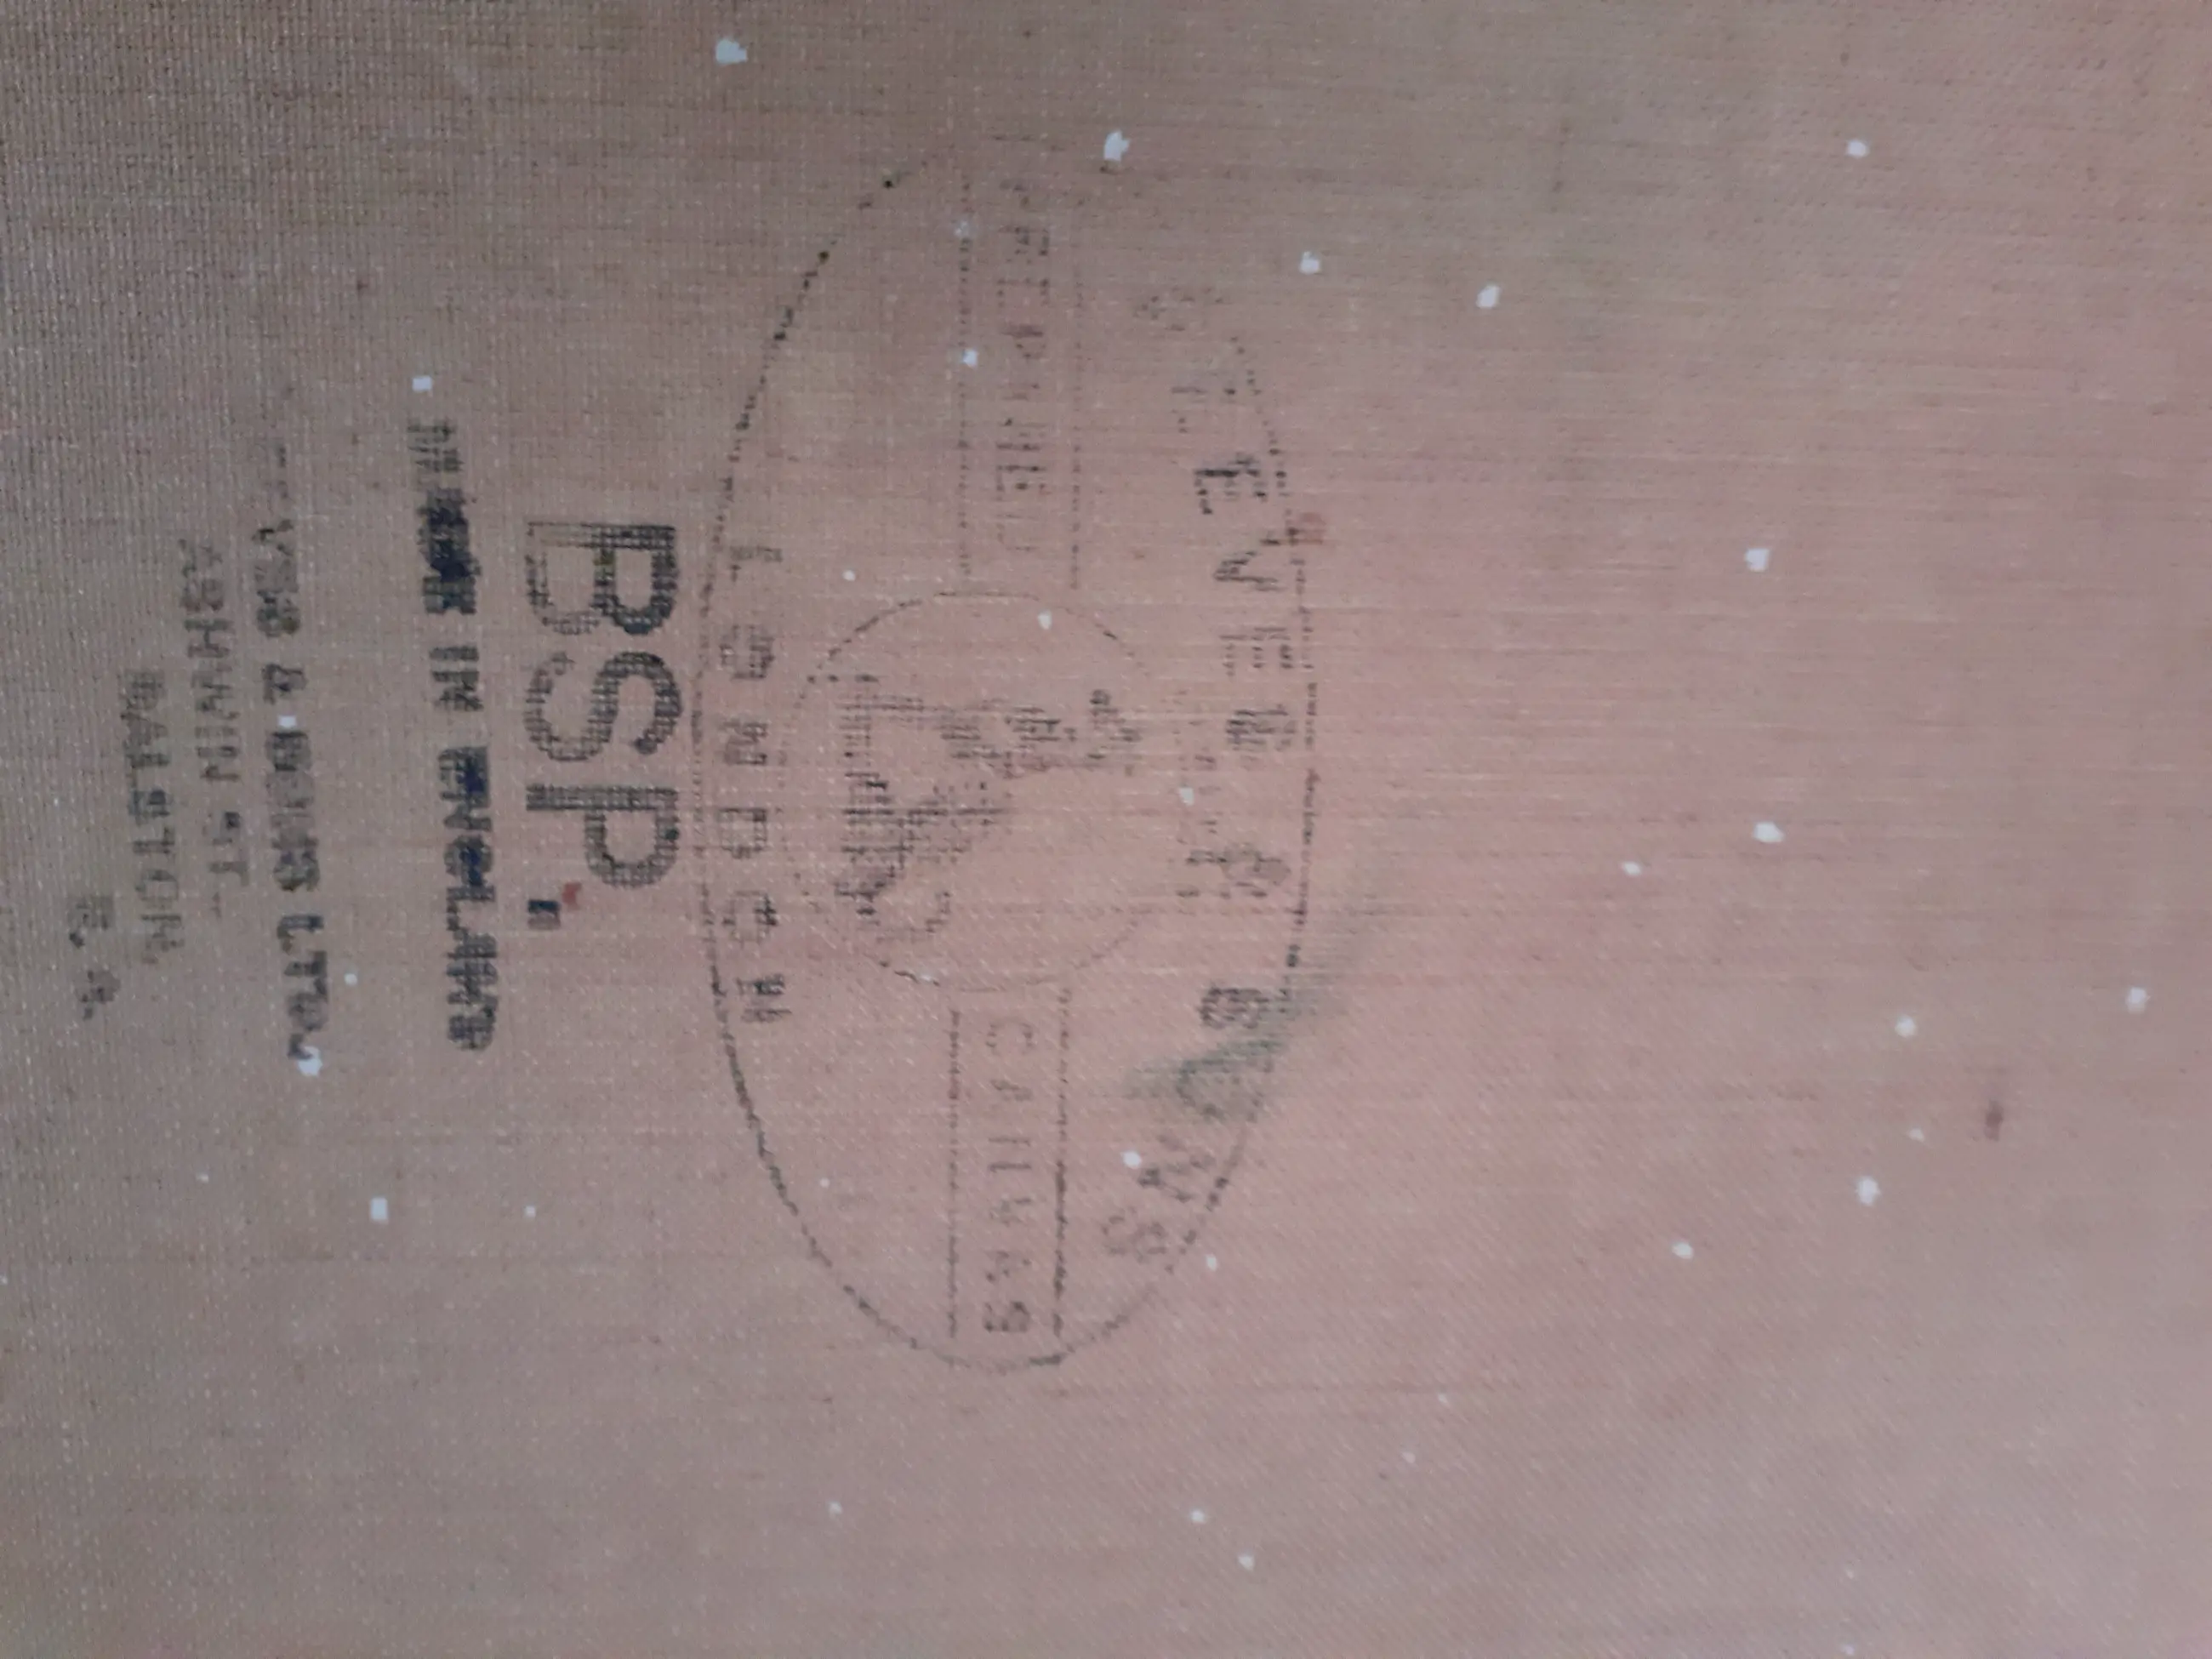 REEVES & SONS
PREPARED CANVAS
LONDON
BSP.
MADE IN ENGLAND
REEVES & SONS LTD.
ASHWIN ST.
DALSTON,
E. 8.